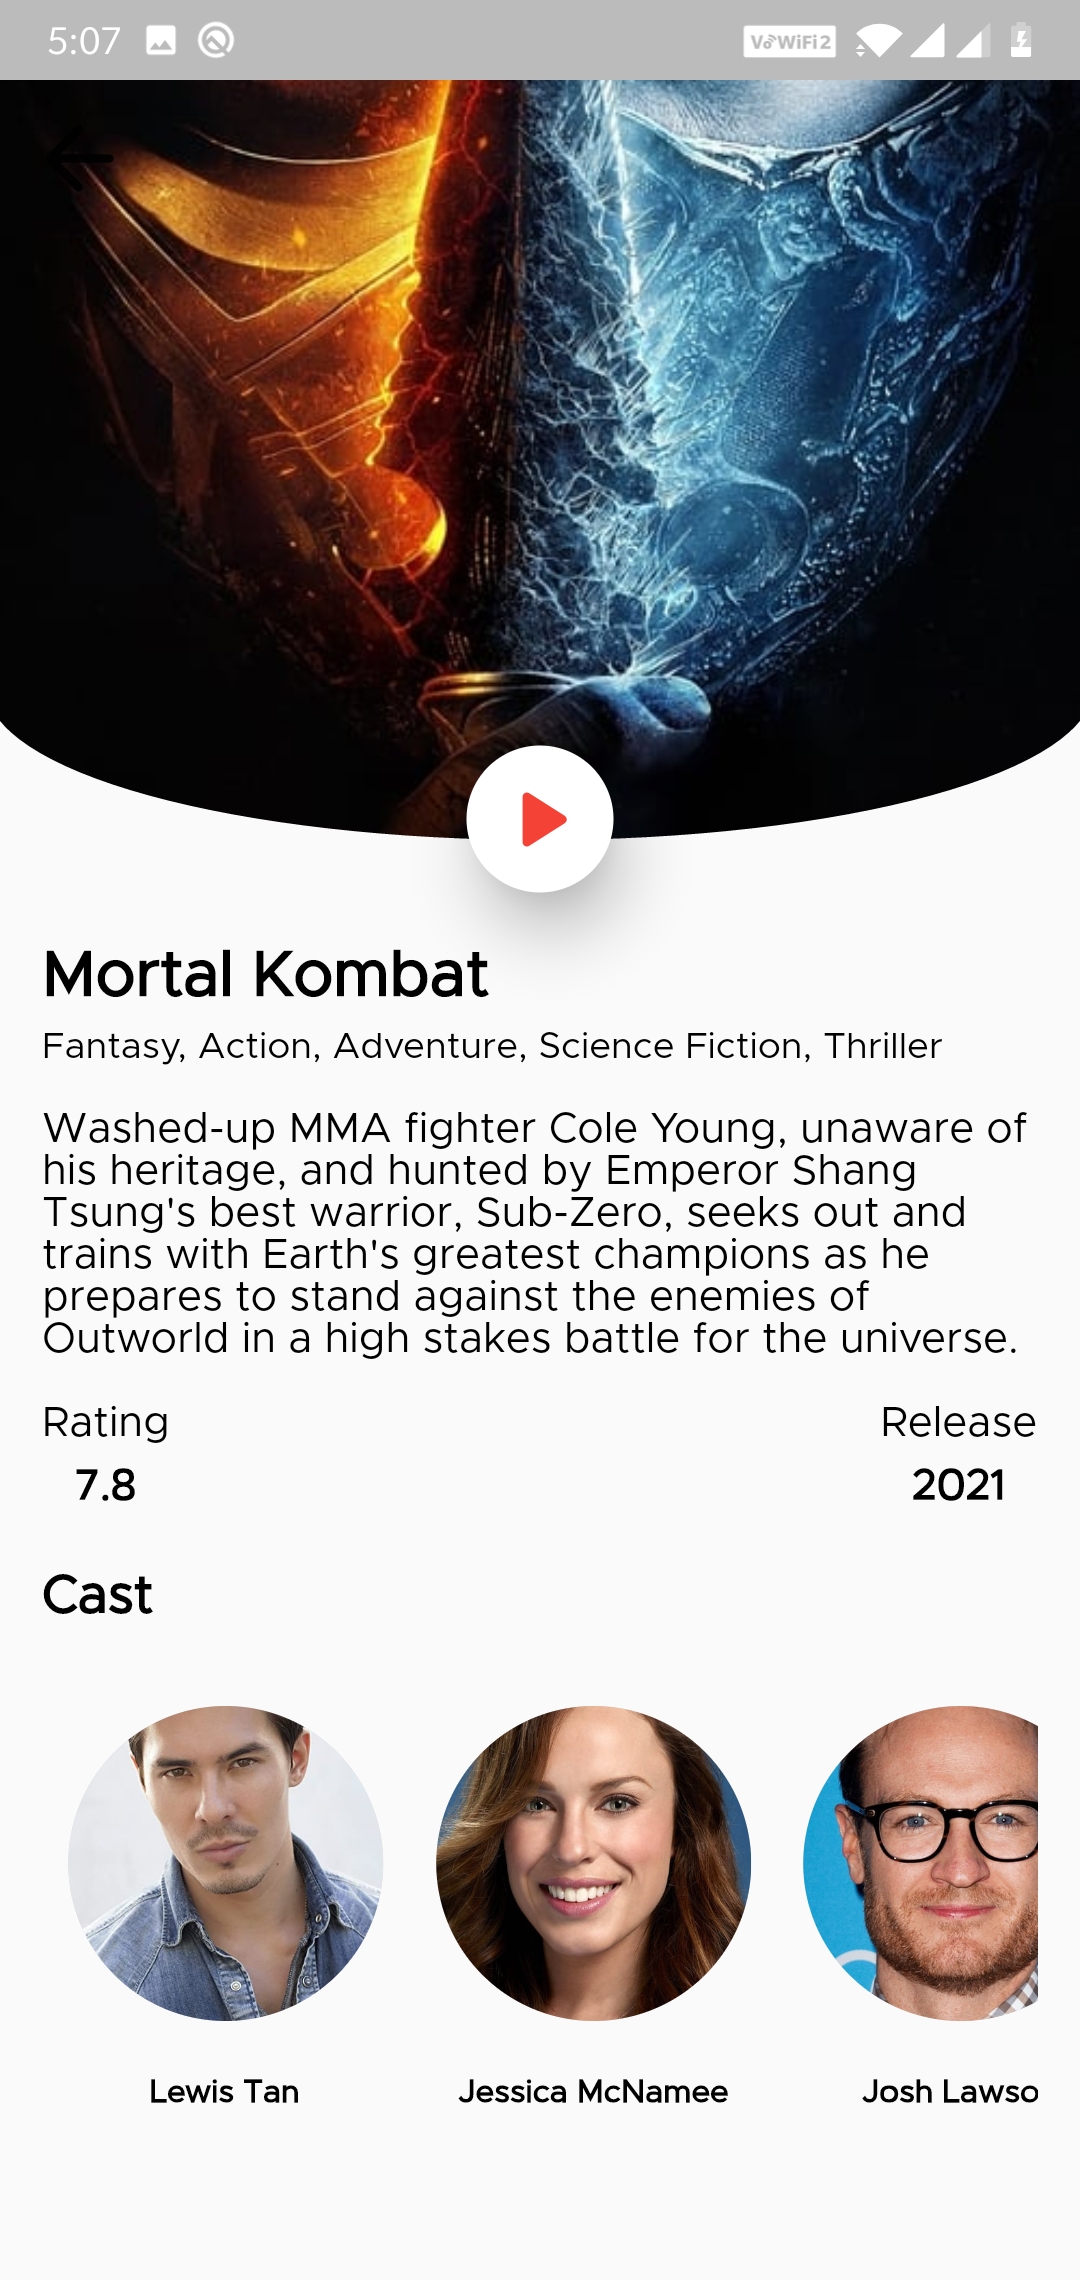 5:07
VoWiFi2
Mortal Kombat
Fantasy, Action, Adventure, Science Fiction, Thriller
Washed-up MMA fighter Cole Young, unaware of
his heritage, and hunted by Emperor Shang
Tsung's best warrior, Sub-Zero, seeks out and
trains with Earth's greatest champions as he
prepares to stand against the enemies of
Outworld in a high stakes battle for the universe.
Rating Release
7.8 2021
Cast
Lewis Tan Jessica McNamee Josh Lawso